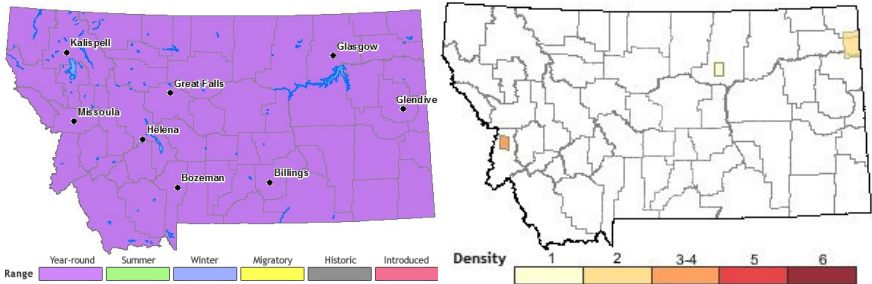 Kalispell
Glasgow
Great Falls
Glendive
Missoula
Helena
Bozeman
Billings
Range Year-round Summer Winter Migratory Historic Introduced
Density 1 2 3-4 5 6